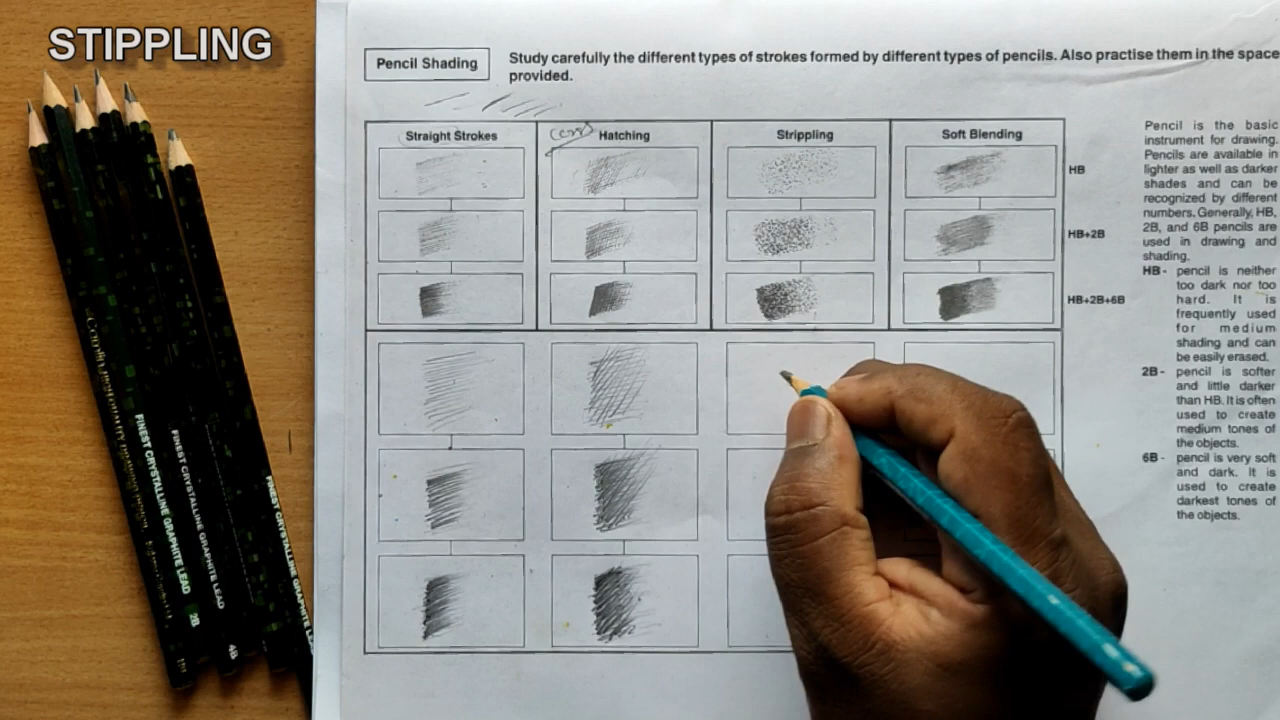 STIPPLING
Pencil Shading
Study carefully the different types of strokes formed by different types of pencils. Also practise them in the space
provided.
Straight Strokes
(cross
Hatching
Strippling
Soft Blending
HB
HB+2B
HB+2B+6B
Pencil is the basic
instrument for drawing.
Pencils are available in
lighter as well as darker
shades and can be
recognized by different
numbers. Generally, HB,
2B, and 6B pencils are
used in drawing and
shading.
HB - pencil is neither
too dark nor too
hard. It is
frequently used
for medium
shading and can
be easily erased.
2B - pencil is softer
and little darker
than HB. It is often
used to create
medium tones of
the objects.
6B - pencil is very soft
and dark. It is
used to create
darkest tones of
the objects.
FINEST CRYSTALLINE GRAPHITE LEAD 2B
FINEST CRYSTALLINE GRAPHITE LEAD 4B
FINEST CRYSTALLINE GRAPHITE